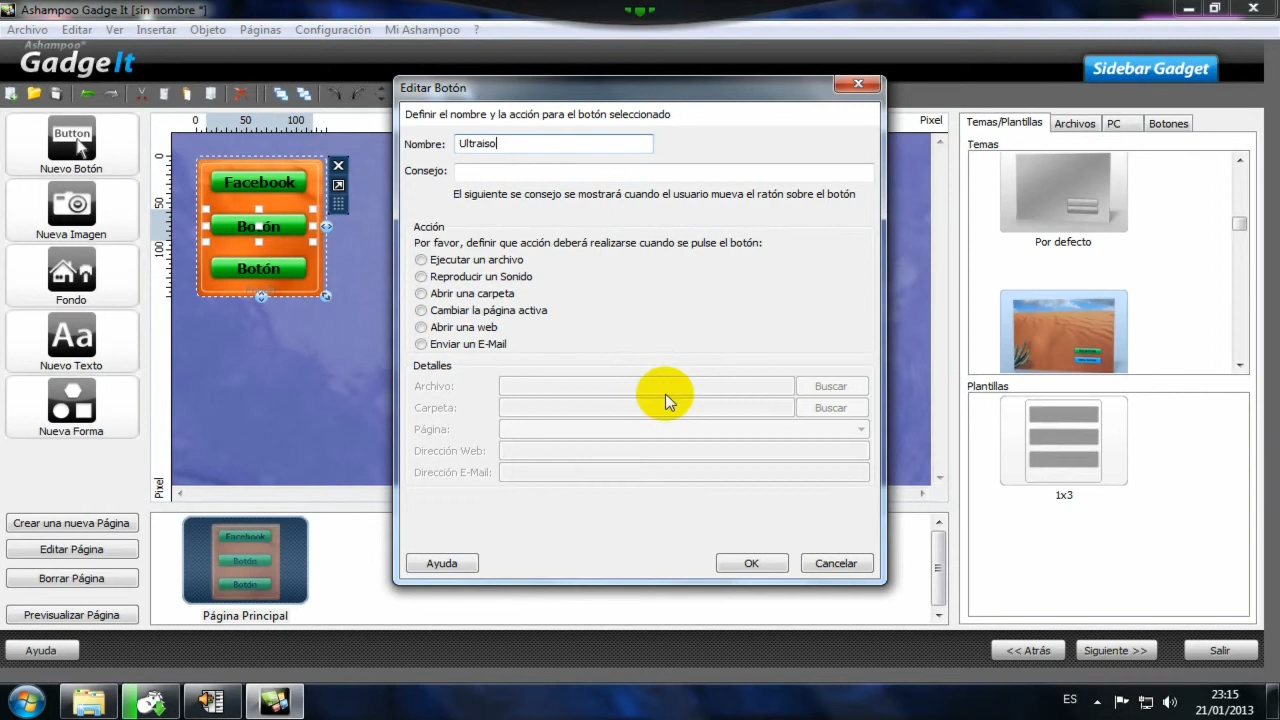 Ashampoo Gadge It [sin nombre *]
Archivo Editar Ver Insertar Objeto Páginas Configuración Mi Ashampoo ?
Ashampoo®
GadgeIt
Sidebar Gadget
Button
Nuevo Botón
Nueva Imagen
Fondo
Aa
Nuevo Texto
Nueva Forma
0 50 100
Pixel
0
50
100
Pixel
Facebook
Botón
Botón
Editar Botón
Definir el nombre y la acción para el botón seleccionado
Nombre: Ultraiso
Consejo:
El siguiente se consejo se mostrará cuando el usuario mueva el ratón sobre el botón
Acción
Por favor, definir que acción deberá realizarse cuando se pulse el botón:
Ejecutar un archivo
Reproducir un Sonido
Abrir una carpeta
Cambiar la página activa
Abrir una web
Enviar un E-Mail
Detalles
Archivo: Buscar
Carpeta: Buscar
Página:
Dirección Web:
Dirección E-Mail:
Ayuda OK Cancelar
Temas/Plantillas Archivos PC Botones
Temas
Por defecto
Plantillas
1x3
Crear una nueva Página
Editar Página
Borrar Página
Previsualizar Página
Facebook
Botón
Botón
Página Principal
Ayuda << Atrás Siguiente >> Salir
ES
23:15
21/01/2013